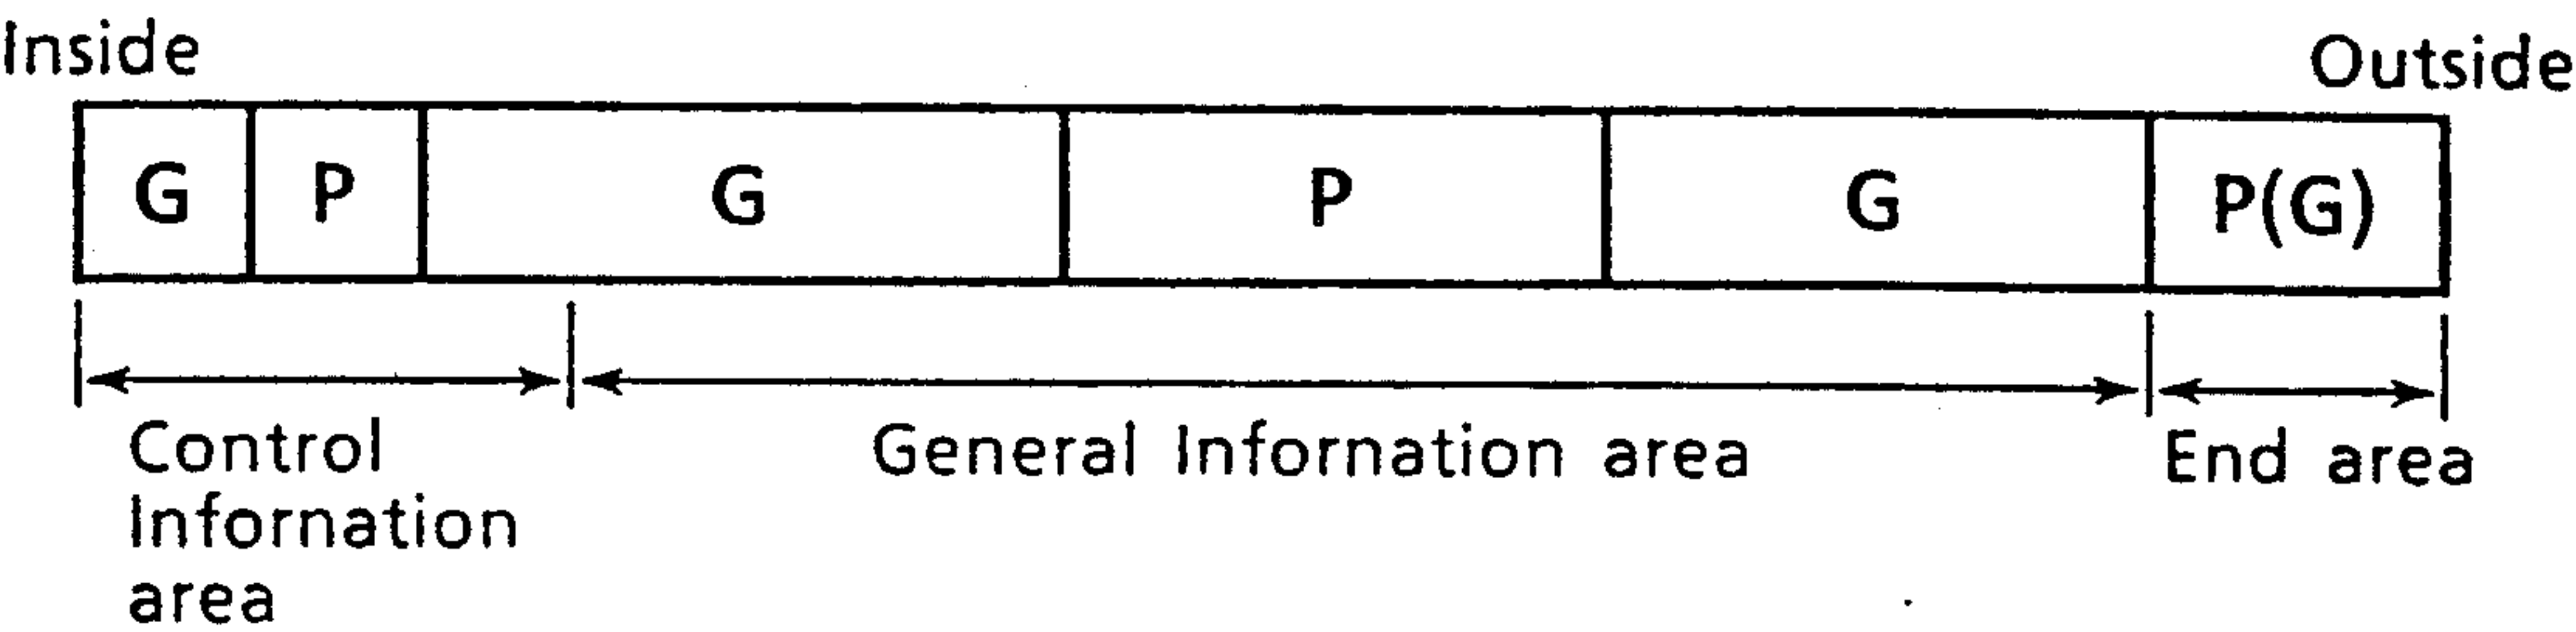 Inside
Outside
G P G P G P(G)
Control
Infornation
area
General Infornation area
End area